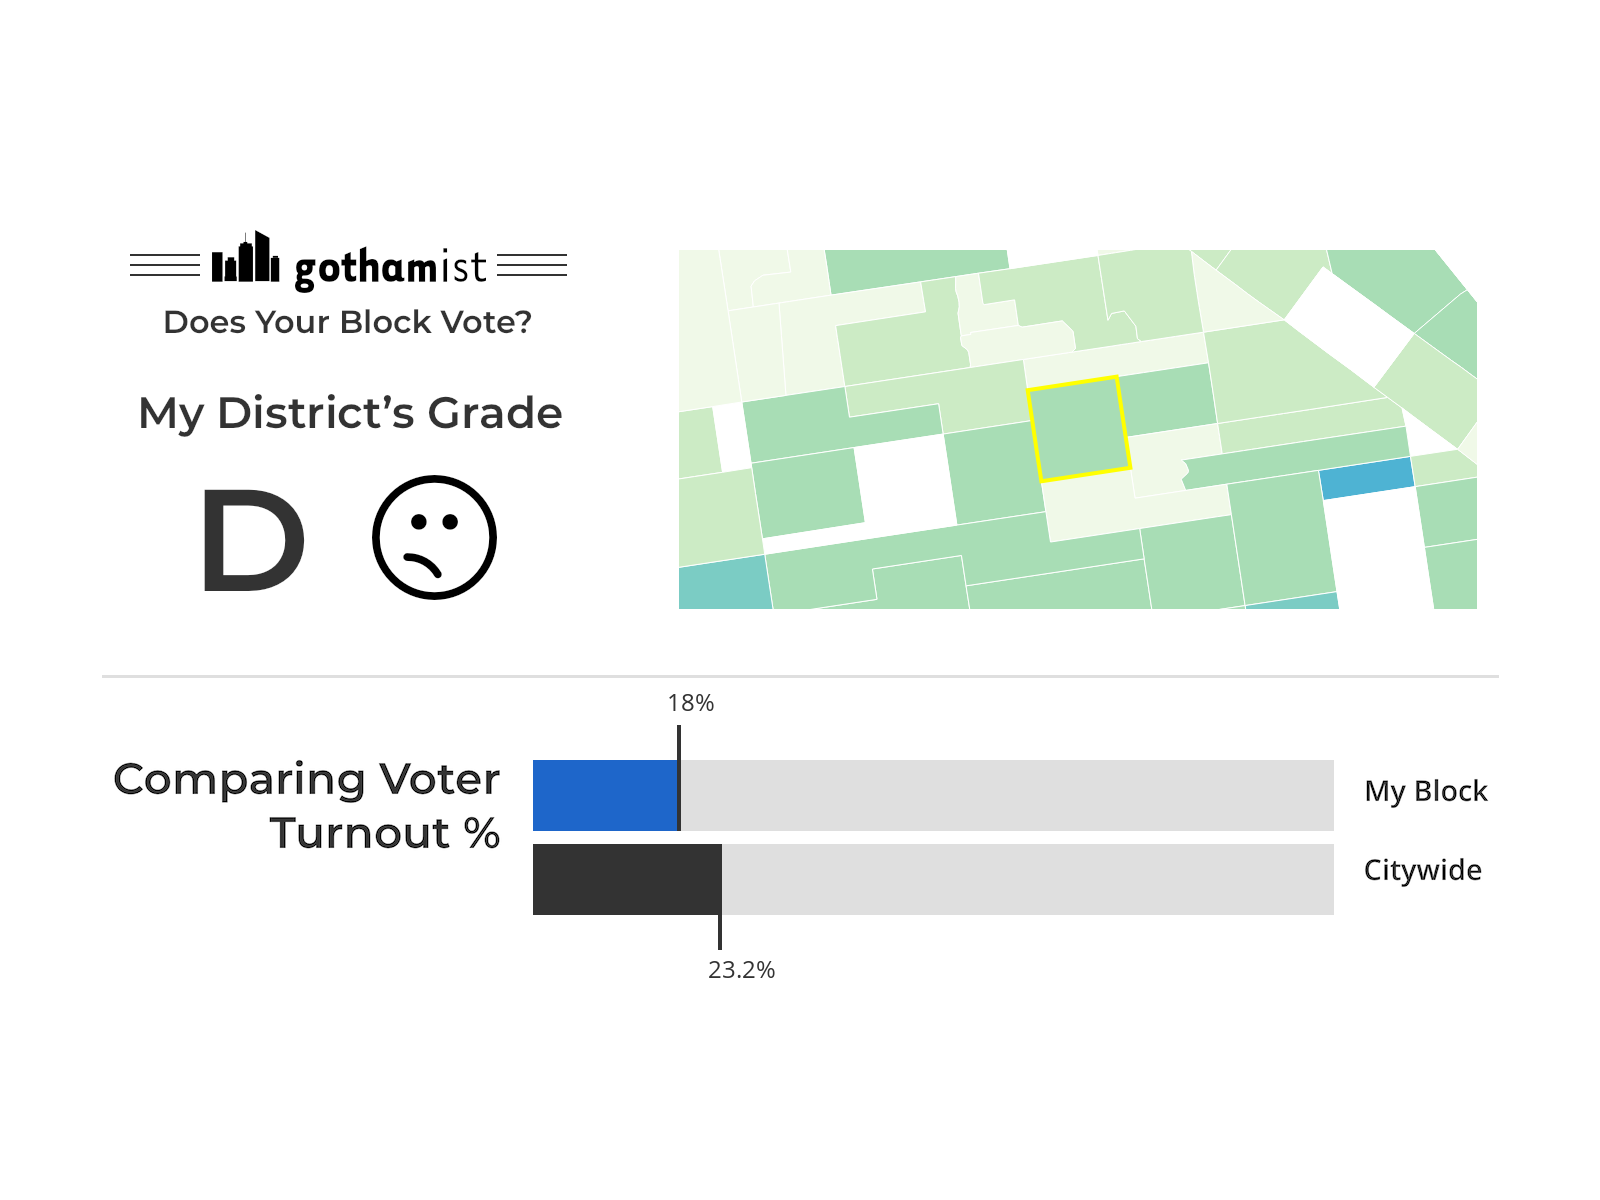 gothamist
Does Your Block Vote?
My District’s Grade
D
18%
Comparing Voter
Turnout %
My Block
Citywide
23.2%